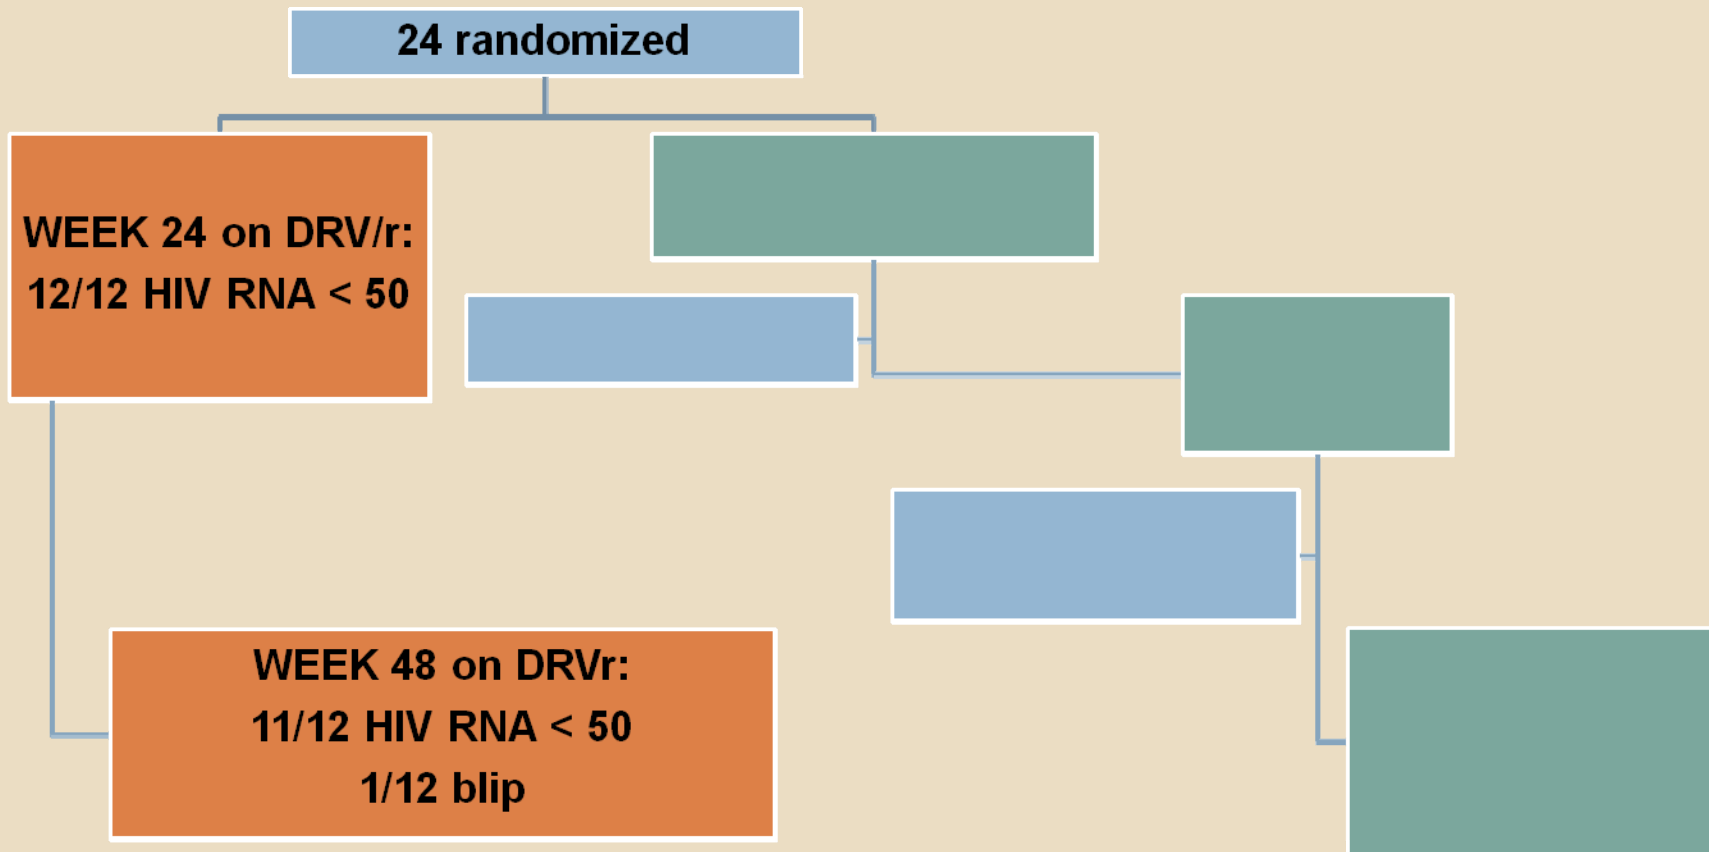 24 randomized
WEEK 24 on DRV/r:
12/12 HIV RNA < 50
WEEK 48 on DRVr:
11/12 HIV RNA < 50
1/12 blip